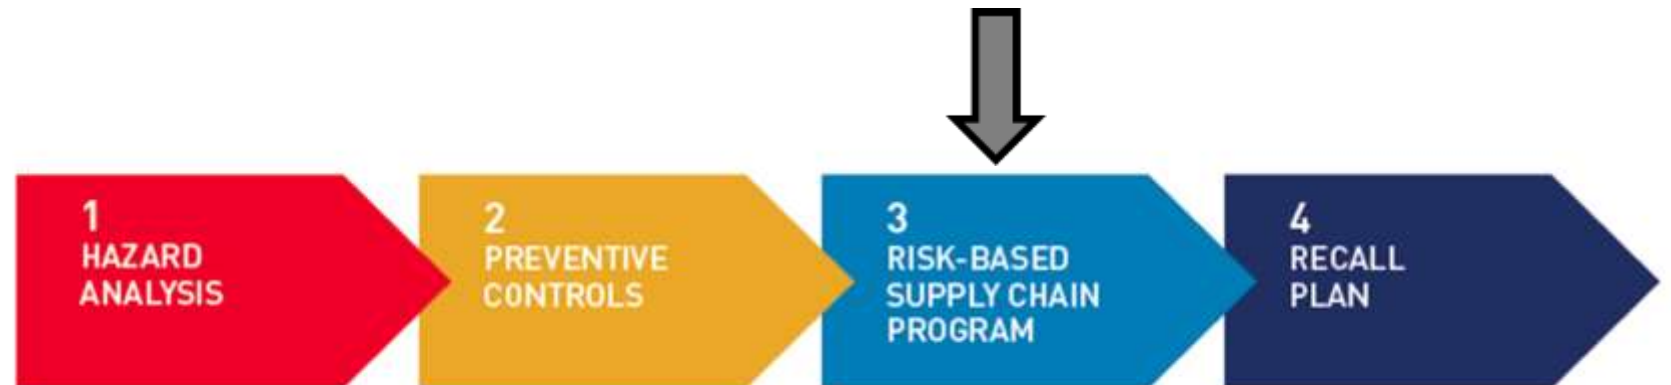 1
HAZARD
ANALYSIS
2
PREVENTIVE
CONTROLS
3
RISK-BASED
SUPPLY CHAIN
PROGRAM
4
RECALL
PLAN